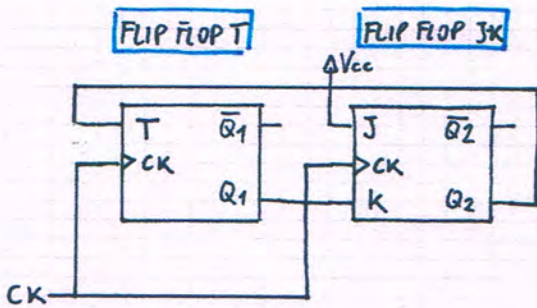 FLIP FLOP T FLIP FLOP JK
Vcc
T Q̅1 J Q̅2
CK CK
Q1 K Q2
CK